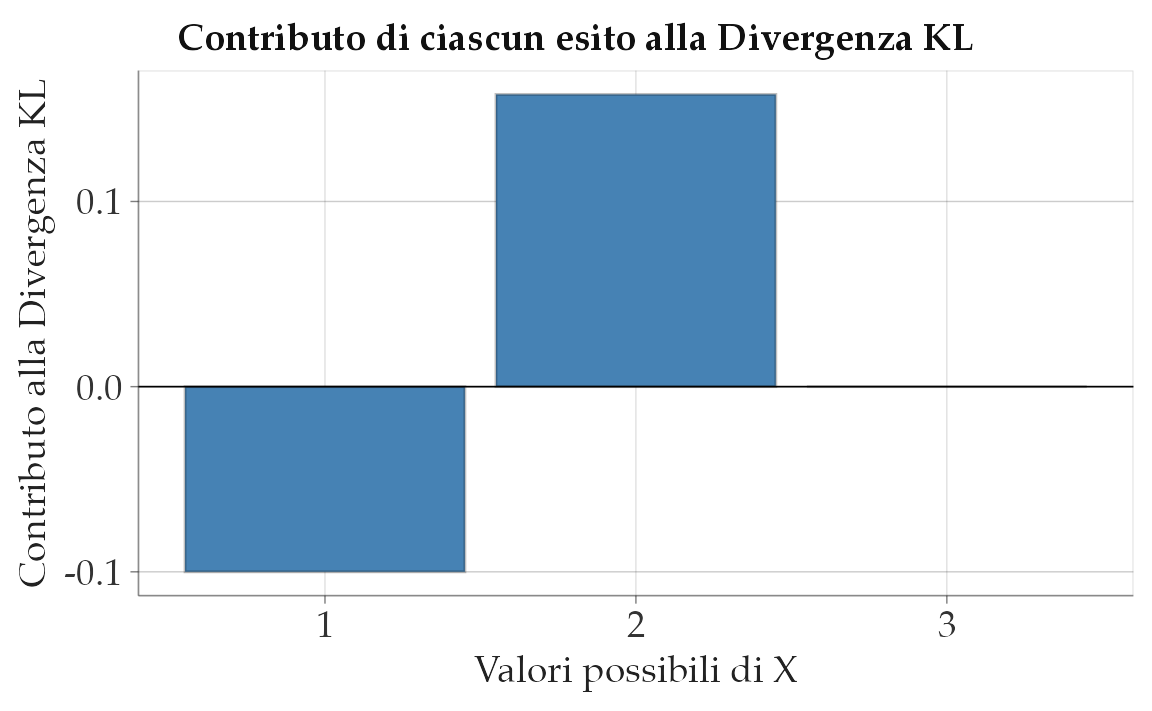 Contributo di ciascun esito alla Divergenza KL
Contributo alla Divergenza KL
0.1
0.0
-0.1
1
2
3
Valori possibili di X